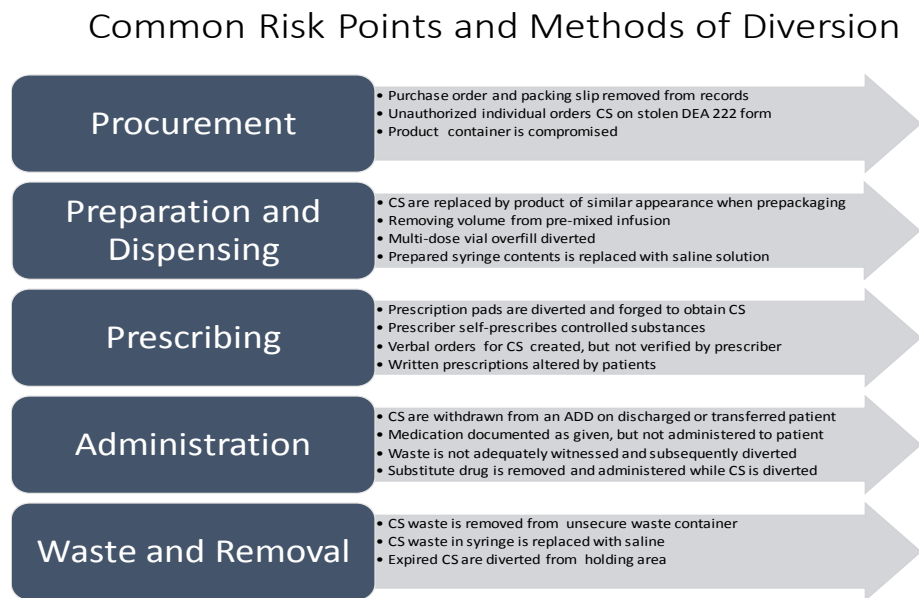 Common Risk Points and Methods of Diversion
Procurement
• Purchase order and packing slip removed from records
• Unauthorized individual orders CS on stolen DEA 222 form
• Product container is compromised
Preparation and
Dispensing
• CS are replaced by product of similar appearance when prepackaging
• Removing volume from pre-mixed infusion
• Multi-dose vial overfill diverted
• Prepared syringe contents is replaced with saline solution
Prescribing
• Prescription pads are diverted and forged to obtain CS
• Prescriber self-prescribes controlled substances
• Verbal orders for CS created, but not verified by prescriber
• Written prescriptions altered by patients
Administration
• CS are withdrawn from an ADD on discharged or transferred patient
• Medication documented as given, but not administered to patient
• Waste is not adequately witnessed and subsequently diverted
• Substitute drug is removed and administered while CS is diverted
Waste and Removal
• CS waste is removed from unsecure waste container
• CS waste in syringe is replaced with saline
• Expired CS are diverted from holding area